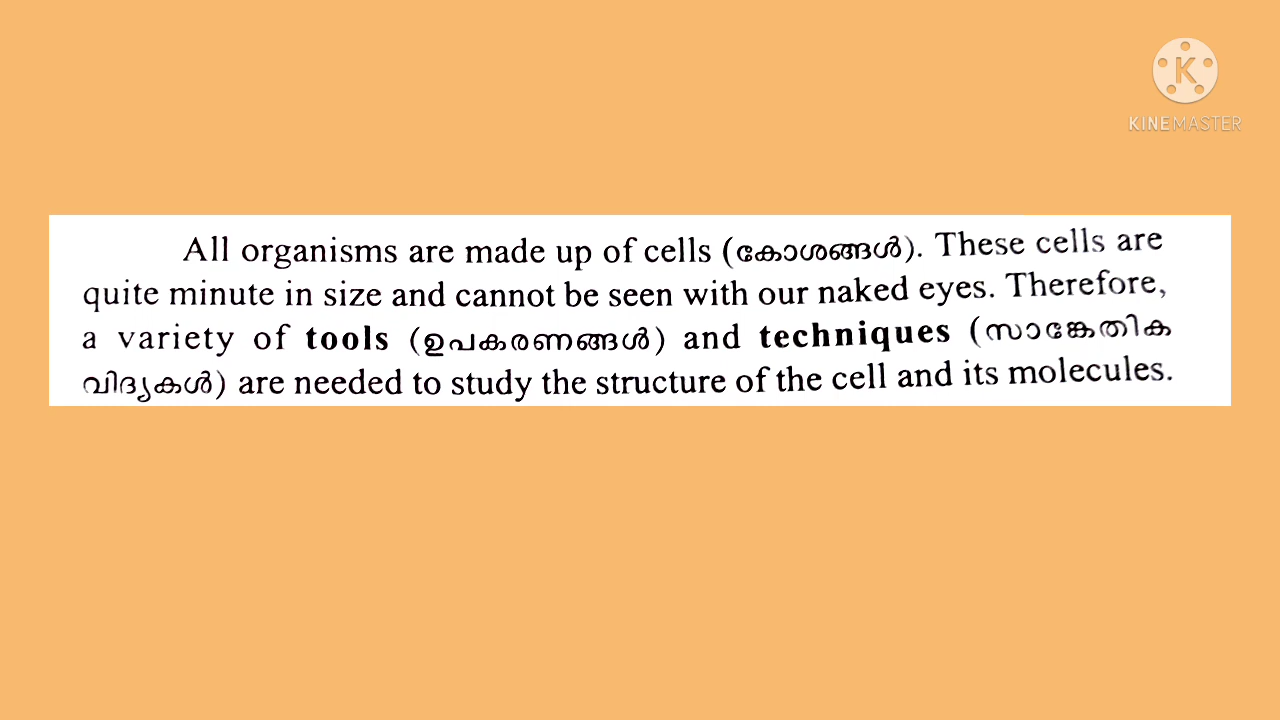 KINEMASTER
All organisms are made up of cells (കോശങ്ങൾ). These cells are
quite minute in size and cannot be seen with our naked eyes. Therefore,
a variety of tools (ഉപകരണങ്ങൾ) and techniques (സാങ്കേതിക
വിദ്യകൾ) are needed to study the structure of the cell and its molecules.